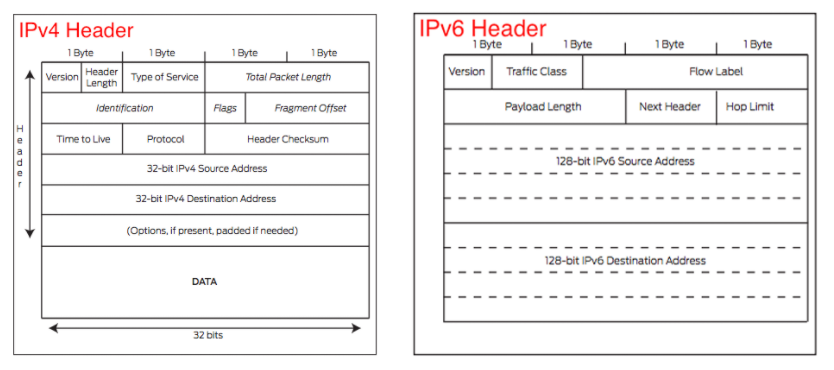 IPv4 Header
1 Byte 1 Byte 1 Byte 1 Byte
Version Header Length Type of Service Total Packet Length
Identification Flags Fragment Offset
Time to Live Protocol Header Checksum
32-bit IPv4 Source Address
32-bit IPv4 Destination Address
(Options, if present, padded if needed)
DATA
32 bits
Header
IPv6 Header
1 Byte 1 Byte 1 Byte 1 Byte
Version Traffic Class Flow Label
Payload Length Next Header Hop Limit
128-bit IPv6 Source Address
128-bit IPv6 Destination Address